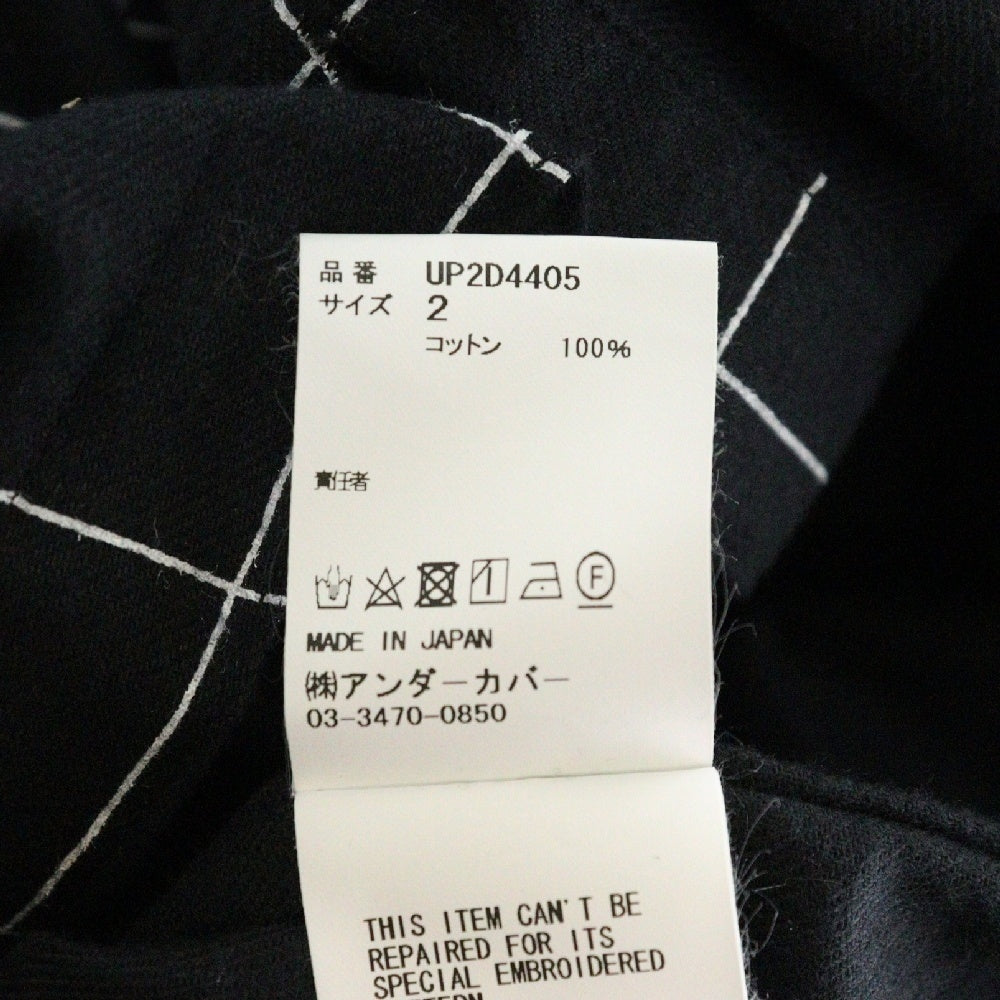 品番 UP2D4405
サイズ 2
コットン 100%
責任者
F
MADE IN JAPAN
㈱アンダーカバー
03-3470-0850
THIS ITEM CAN'T BE
REPAIRED FOR ITS
SPECIAL EMBROIDERED